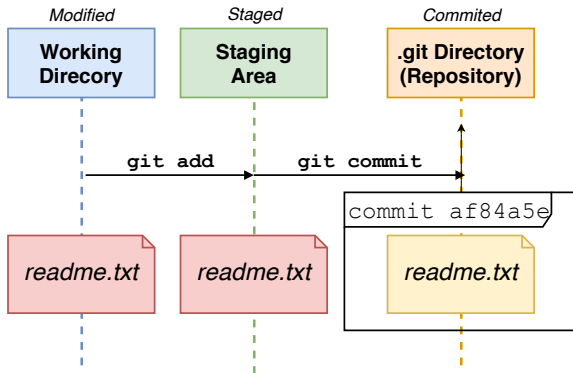 Modified
Staged
Commited
Working
Direcory
Staging
Area
.git Directory
(Repository)
git add
git commit
commit af84a5e
readme.txt
readme.txt
readme.txt